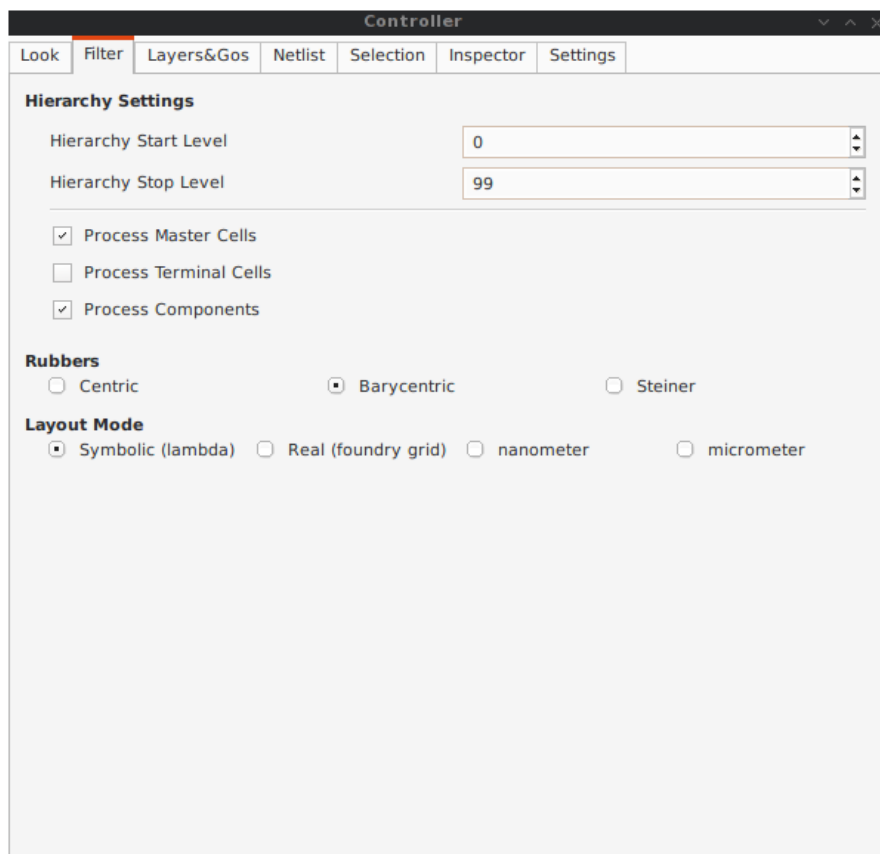 Controller
Look Filter Layers&Gos Netlist Selection Inspector Settings
Hierarchy Settings
Hierarchy Start Level 0
Hierarchy Stop Level 99
Process Master Cells
Process Terminal Cells
Process Components
Rubbers
Centric Barycentric Steiner
Layout Mode
Symbolic (lambda) Real (foundry grid) nanometer micrometer